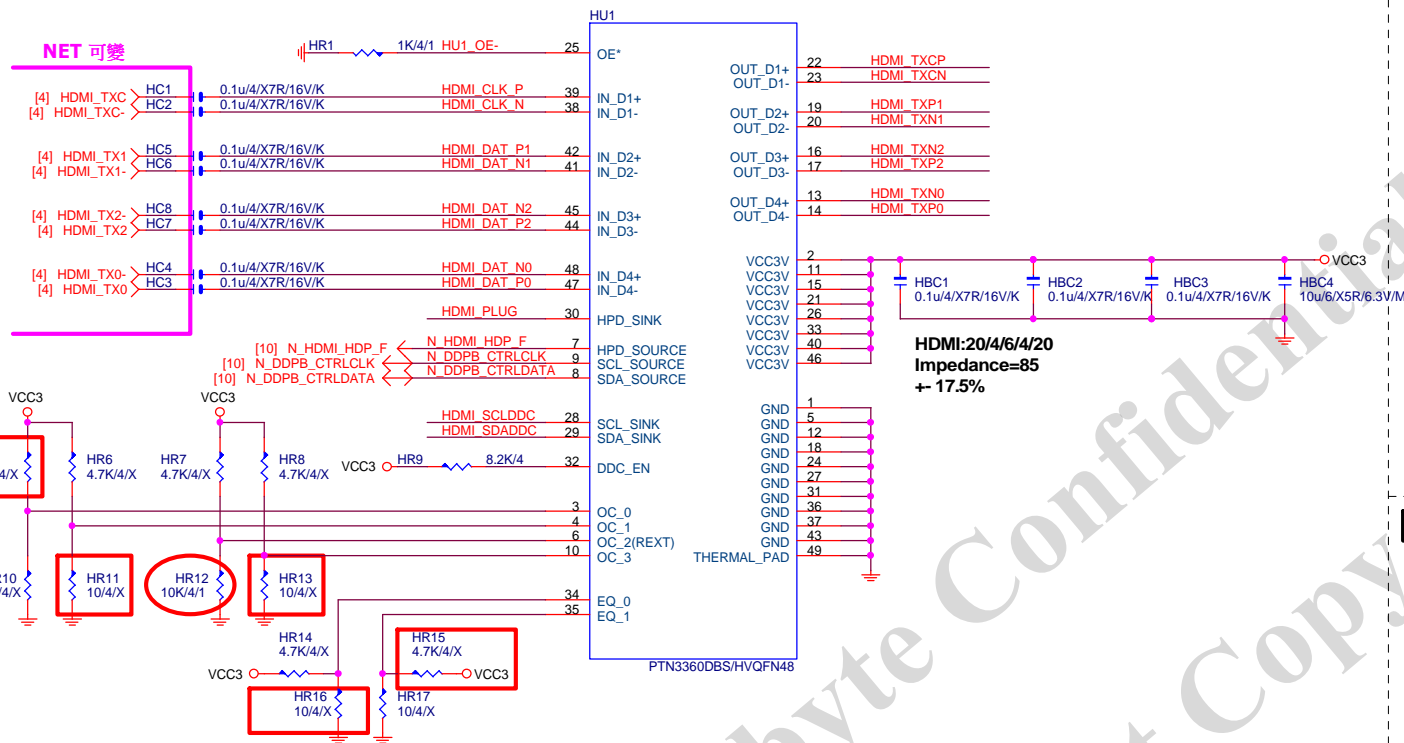 HU1
NET 可變
HR1 1K/4/1 HU1_OE- 25 OE*
[4] HDMI_TXC HC1 0.1u/4/X7R/16V/K HDMI_CLK_P 39 IN_D1+
[4] HDMI_TXC- HC2 0.1u/4/X7R/16V/K HDMI_CLK_N 38 IN_D1-
[4] HDMI_TX1 HC5 0.1u/4/X7R/16V/K HDMI_DAT_P1 42 IN_D2+
[4] HDMI_TX1- HC6 0.1u/4/X7R/16V/K HDMI_DAT_N1 41 IN_D2-
[4] HDMI_TX2- HC8 0.1u/4/X7R/16V/K HDMI_DAT_N2 45 IN_D3+
[4] HDMI_TX2 HC7 0.1u/4/X7R/16V/K HDMI_DAT_P2 44 IN_D3-
[4] HDMI_TX0- HC4 0.1u/4/X7R/16V/K HDMI_DAT_N0 48 IN_D4+
[4] HDMI_TX0 HC3 0.1u/4/X7R/16V/K HDMI_DAT_P0 47 IN_D4-
HDMI_PLUG 30 HPD_SINK
[10] N_HDMI_HDP_F N_HDMI_HDP_F 7 HPD_SOURCE
[10] N_DDPB_CTRLCLK N_DDPB_CTRLCLK 9 SCL_SOURCE
[10] N_DDPB_CTRLDATA N_DDPB_CTRLDATA 8 SDA_SOURCE
HDMI_SCLDDC 28 SCL_SINK
HDMI_SDADDC 29 SDA_SINK
VCC3 HR9 8.2K/4 32 DDC_EN
3 OC_0
4 OC_1
6 OC_2(REXT)
10 OC_3
34 EQ_0
35 EQ_1
OUT_D1+ 22 HDMI_TXCP
OUT_D1- 23 HDMI_TXCN
OUT_D2+ 19 HDMI_TXP1
OUT_D2- 20 HDMI_TXN1
OUT_D3+ 16 HDMI_TXN2
OUT_D3- 17 HDMI_TXP2
OUT_D4+ 13 HDMI_TXN0
OUT_D4- 14 HDMI_TXP0
VCC3V 2 VCC3
VCC3V 11
VCC3V 15
VCC3V 21
VCC3V 26
VCC3V 33
VCC3V 40
VCC3V 46
HBC1
0.1u/4/X7R/16V/K
HBC2
0.1u/4/X7R/16V/K
HBC3
0.1u/4/X7R/16V/K
HBC4
10u/6/X5R/6.3V/M
HDMI:20/4/6/4/20
Impedance=85
+- 17.5%
GND 1
GND 5
GND 12
GND 18
GND 24
GND 27
GND 31
GND 36
GND 37
GND 43
THERMAL_PAD 49
PTN3360DBS/HVQFN48
VCC3
VCC3
4/X
HR6
4.7K/4/X
HR7
4.7K/4/X
HR8
4.7K/4/X
R10
/4/X
HR11
10/4/X
HR12
10K/4/1
HR13
10/4/X
HR14
4.7K/4/X
VCC3
HR15
4.7K/4/X
VCC3
HR16
10/4/X
HR17
10/4/X
byte Confidential
t Copy